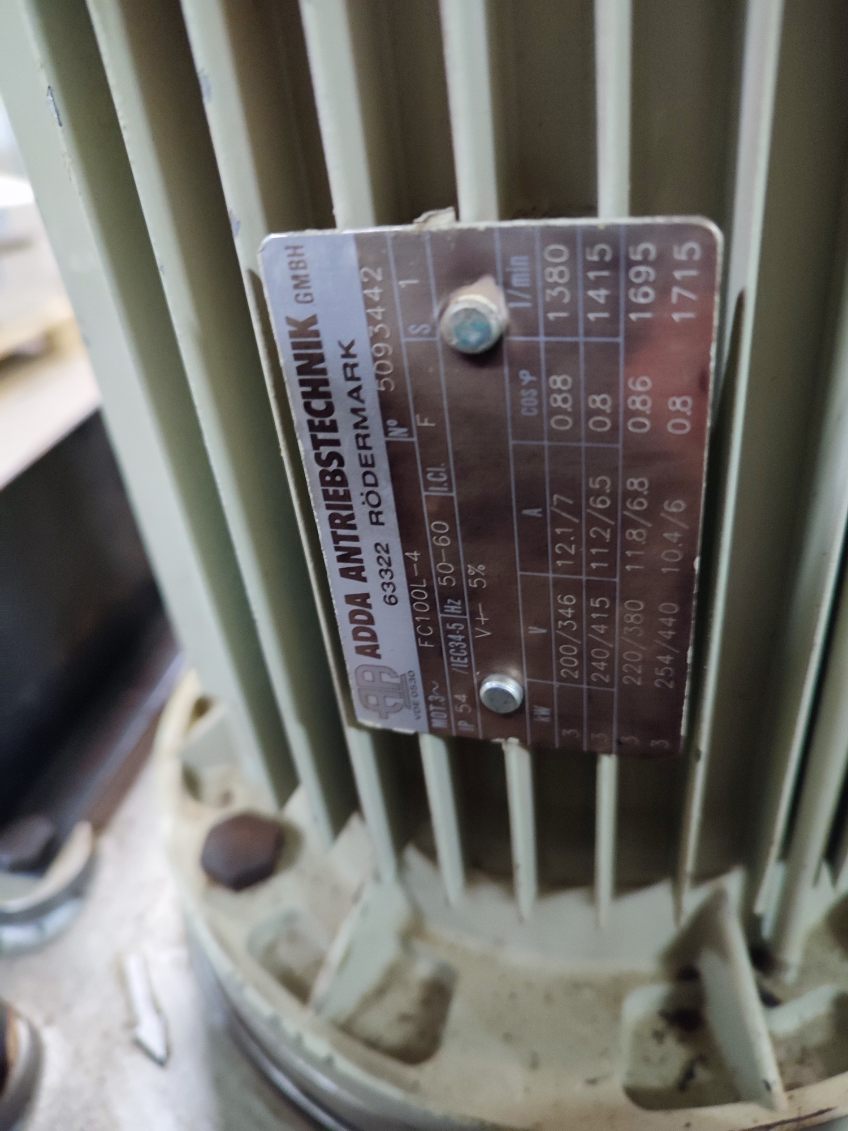 ADDA ANTRIEBSTECHNIK GMBH
63322 RÖDERMARK
VDE 0530
MOT.3~ FC100L-4 Nº 5093442
IP 54 /IEC34-5 Hz 50-60 I.CL. F S 1
V +- 5%
kW V A cos φ 1/min
3 200/346 12.1/7 0.88 1380
3 240/415 11.2/6.5 0.8 1415
3 220/380 11.8/6.8 0.86 1695
3 254/440 10.4/6 0.8 1715